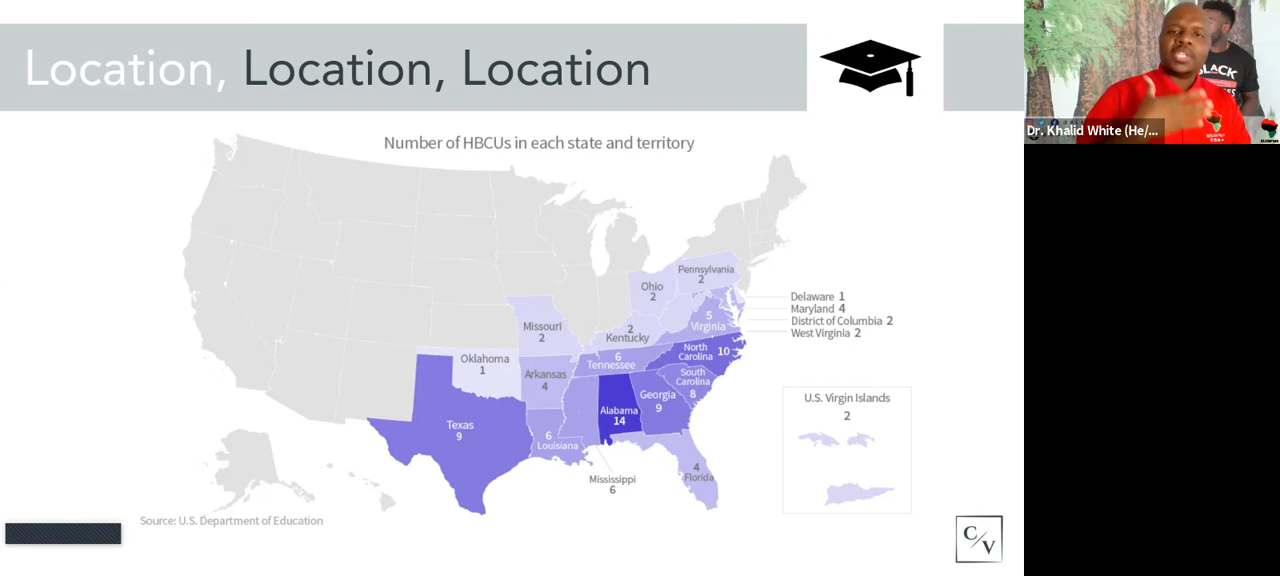 Location, Location, Location
Number of HBCUs in each state and territory
Pennsylvania
2
Ohio
2
Delaware 1
Maryland 4
District of Columbia 2
West Virginia 2
5
Virginia
Missouri
2
2
Kentucky
Oklahoma
1
6
Tennessee
North
Carolina 10
Arkansas
4
South
Carolina
8
Georgia
9
Alabama
14
Texas
9
6
Louisiana
Mississippi
6
4
Florida
U.S. Virgin Islands
2
Source: U.S. Department of Education
C/V
BLACK
Dr. Khalid White (He/...